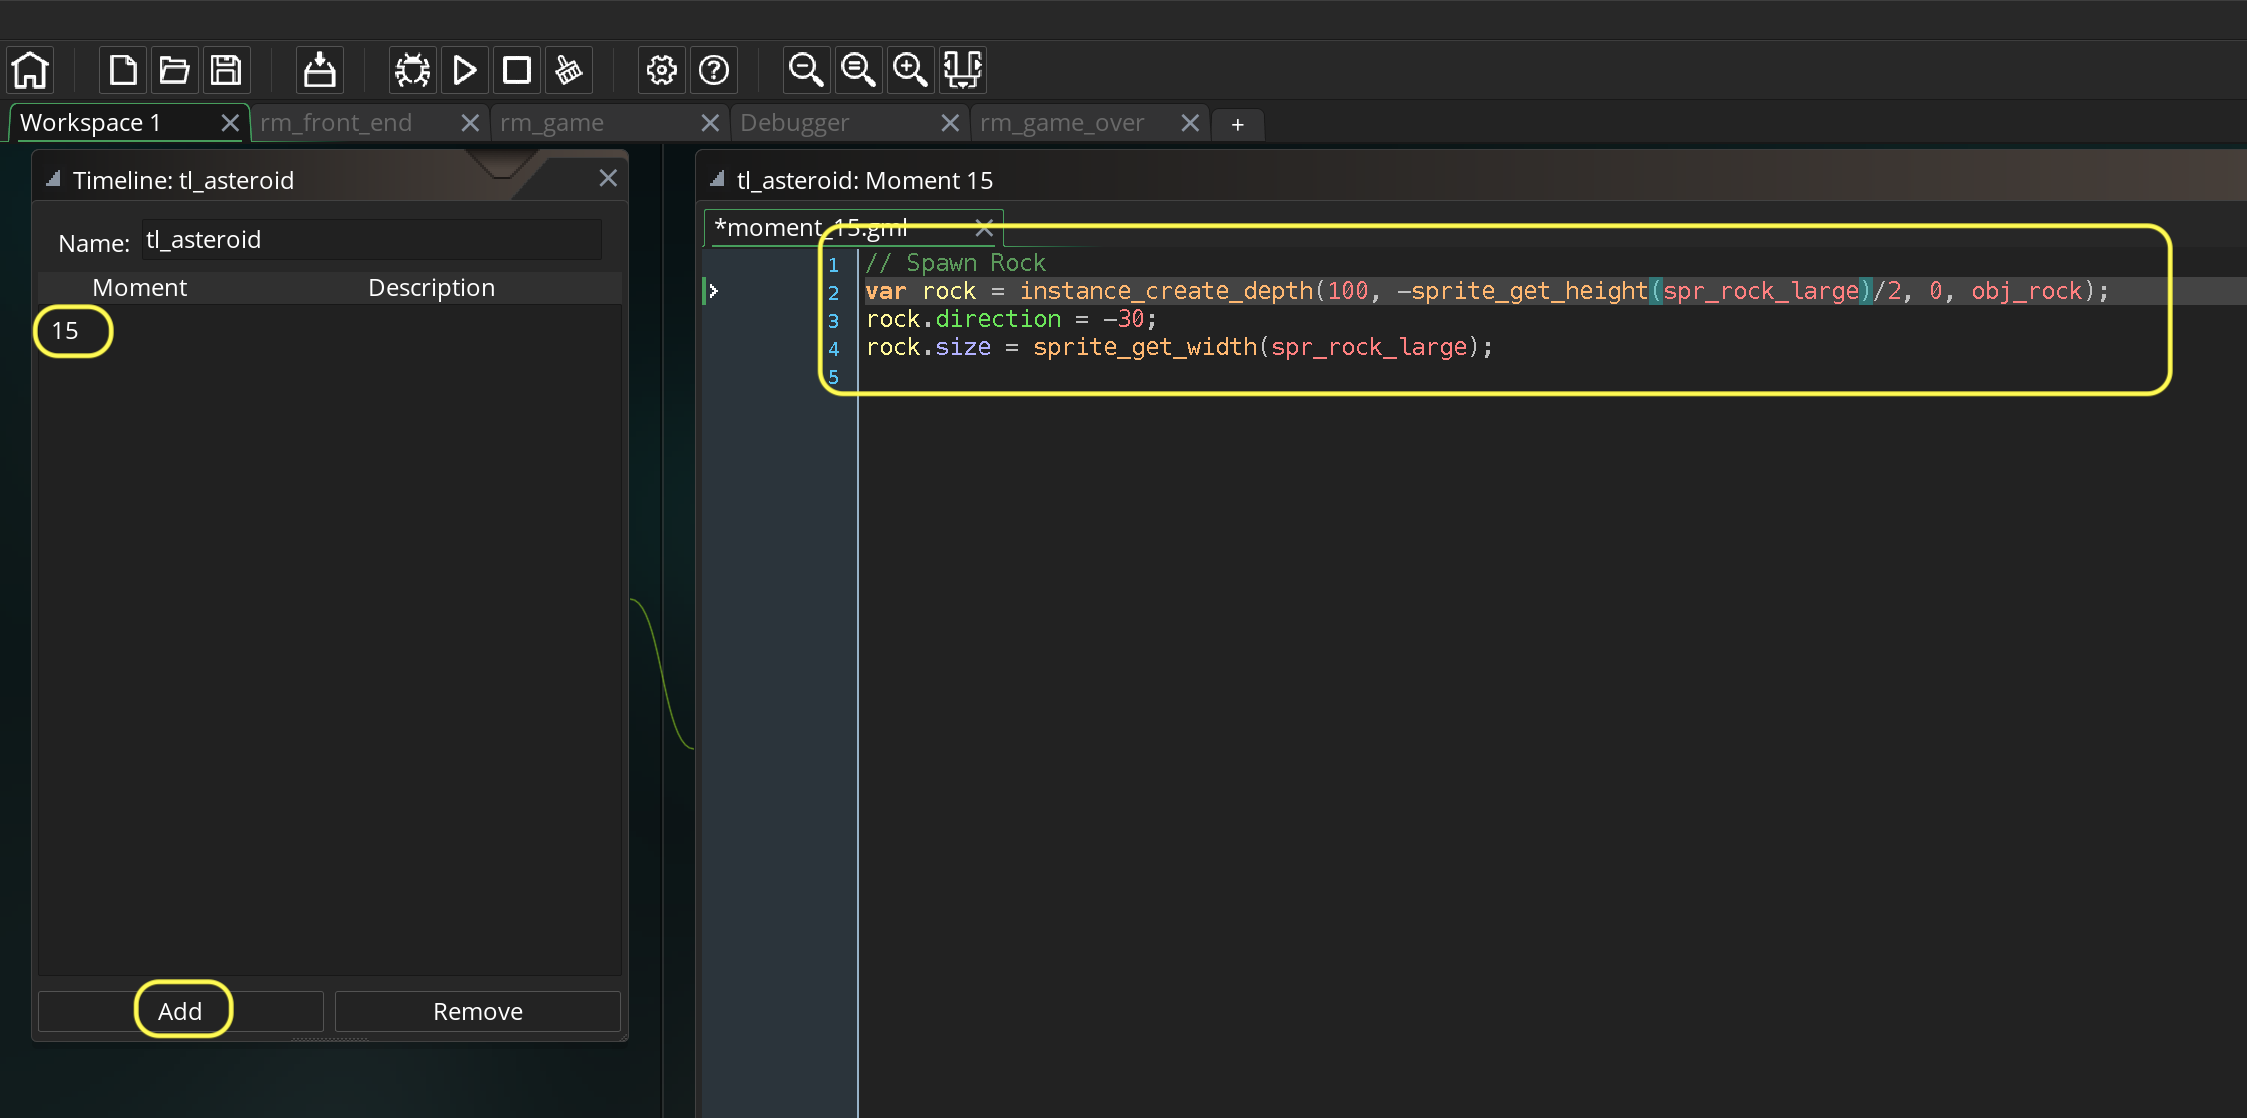 Workspace 1 rm_front_end rm_game Debugger rm_game_over +
Timeline: tl_asteroid
Name: tl_asteroid
Moment Description
15
Add Remove
tl_asteroid: Moment 15
*moment_15.gml
1 // Spawn Rock
2 var rock = instance_create_depth(100, -sprite_get_height(spr_rock_large)/2, 0, obj_rock);
3 rock.direction = -30;
4 rock.size = sprite_get_width(spr_rock_large);
5